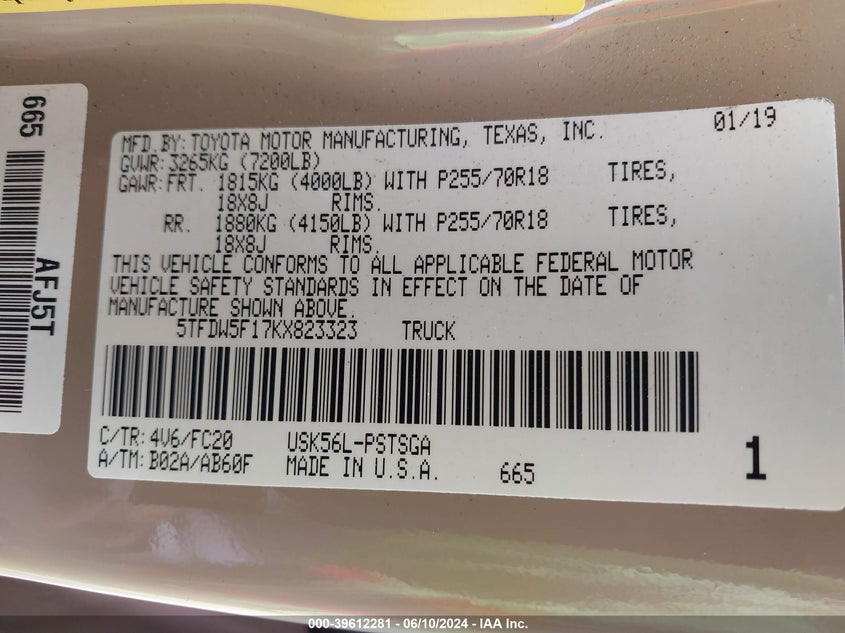 665
AFJ5T
MFD.BY: TOYOTA MOTOR MANUFACTURING, TEXAS, INC. 01/19
GVWR: 3265KG (7200LB)
GAWR: FRT. 1815KG (4000LB) WITH P255/70R18 TIRES,
18X8J RIMS.
RR. 1880KG (4150LB) WITH P255/70R18 TIRES,
18X8J RIMS.
THIS VEHICLE CONFORMS TO ALL APPLICABLE FEDERAL MOTOR
VEHICLE SAFETY STANDARDS IN EFFECT ON THE DATE OF
MANUFACTURE SHOWN ABOVE.
5TFDW5F17KX823323 TRUCK
C/TR: 4V6/FC20 USK56L-PSTSGA
A/TM: B02A/AB60F MADE IN U.S.A. 665 1
000-39612281 - 06/10/2024 - IAA Inc.